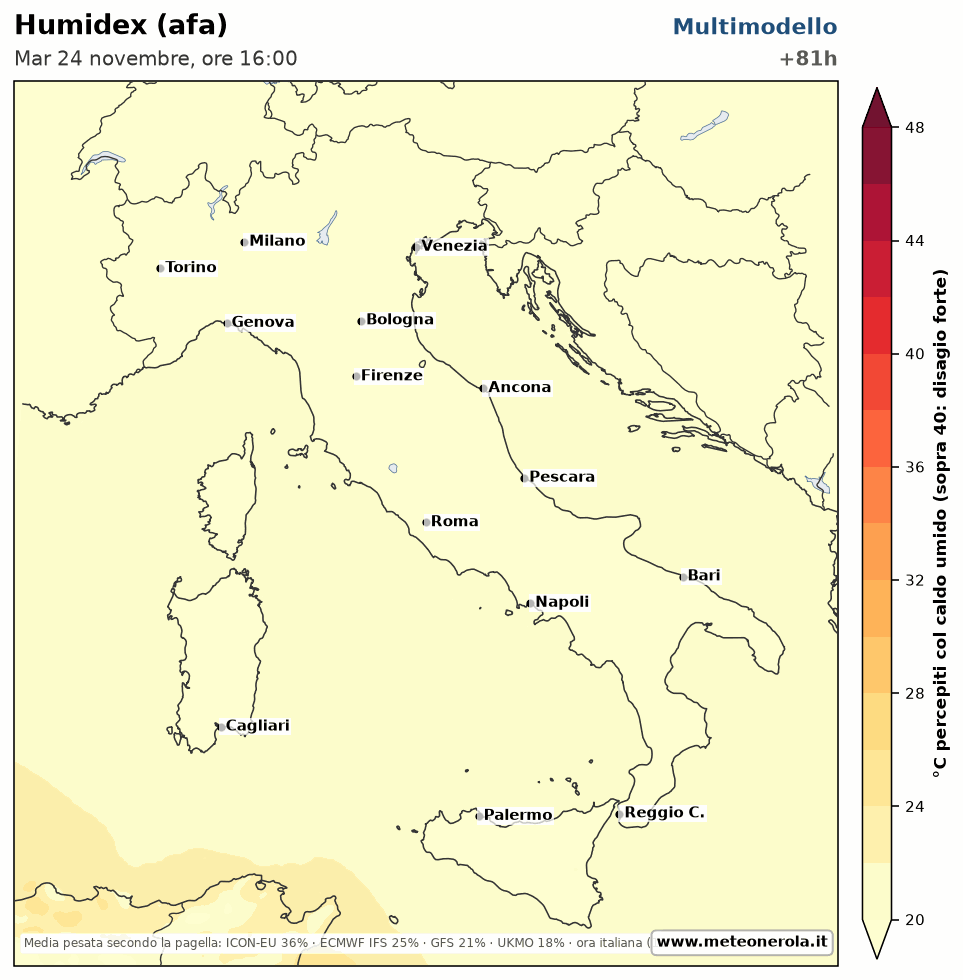 Humidex (afa)
Multimodello
Mar 24 novembre, ore 16:00
+81h
Milano
Venezia
Torino
Genova
Bologna
Firenze
Ancona
Pescara
Roma
Bari
Napoli
Cagliari
Palermo
Reggio C.
48
44
40
36
32
28
24
20
°C percepiti col caldo umido (sopra 40: disagio forte)
Media pesata secondo la pagella: ICON-EU 36% · ECMWF IFS 25% · GFS 21% · UKMO 18% · ora italiana (
www.meteonerola.it